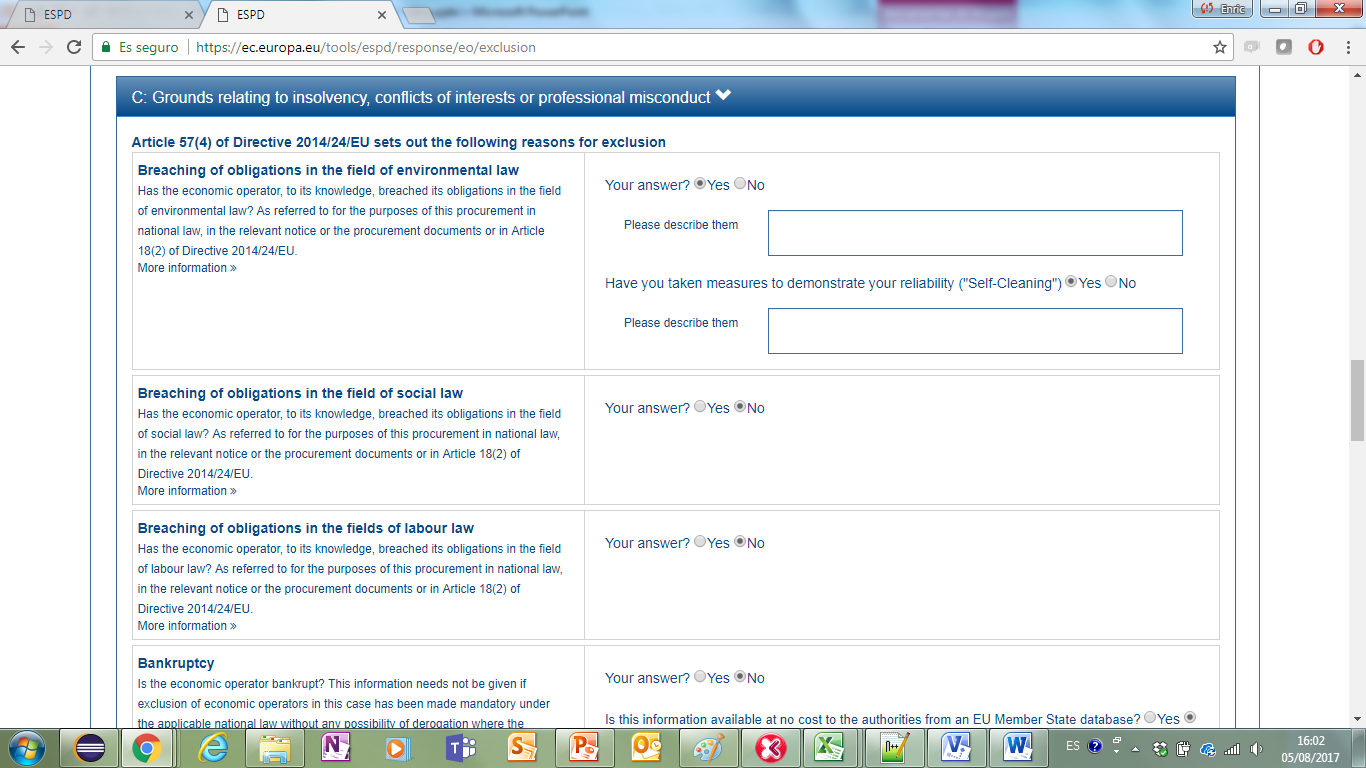 ESPD
ESPD
Microsoft PowerPoint
Enric
Es seguro
https://ec.europa.eu/tools/espd/response/eo/exclusion
C: Grounds relating to insolvency, conflicts of interests or professional misconduct
Article 57(4) of Directive 2014/24/EU sets out the following reasons for exclusion
Breaching of obligations in the field of environmental law
Has the economic operator, to its knowledge, breached its obligations in the field
of environmental law? As referred to for the purposes of this procurement in
national law, in the relevant notice or the procurement documents or in Article
18(2) of Directive 2014/24/EU.
More information »
Your answer? Yes No
Please describe them
Have you taken measures to demonstrate your reliability ("Self-Cleaning") Yes No
Please describe them
Breaching of obligations in the field of social law
Has the economic operator, to its knowledge, breached its obligations in the field
of social law? As referred to for the purposes of this procurement in national law,
in the relevant notice or the procurement documents or in Article 18(2) of
Directive 2014/24/EU.
More information »
Your answer? Yes No
Breaching of obligations in the fields of labour law
Has the economic operator, to its knowledge, breached its obligations in the field
of labour law? As referred to for the purposes of this procurement in national law,
in the relevant notice or the procurement documents or in Article 18(2) of
Directive 2014/24/EU.
More information »
Your answer? Yes No
Bankruptcy
Is the economic operator bankrupt? This information needs not be given if
exclusion of economic operators in this case has been made mandatory under
the applicable national law without any possibility of derogation where the
Your answer? Yes No
Is this information available at no cost to the authorities from an EU Member State database? Yes
ES
16:02
05/08/2017